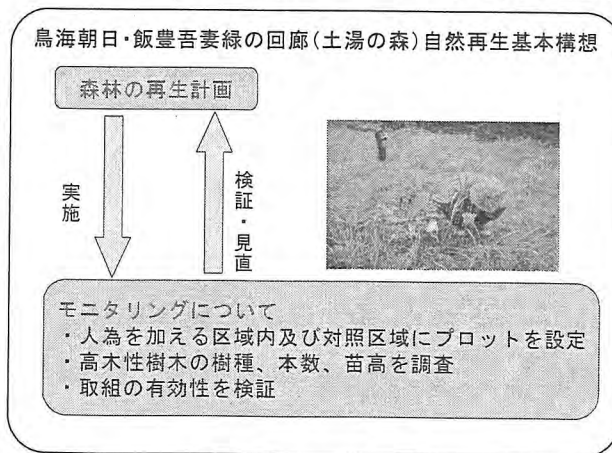 鳥海朝日・飯豊吾妻緑の回廊(土湯の森)自然再生基本構想
森林の再生計画
実施
検証・見直
モニタリングについて
・人為を加える区域内及び対照区域にプロットを設定
・高木性樹木の樹種、本数、苗高を調査
・取組の有効性を検証